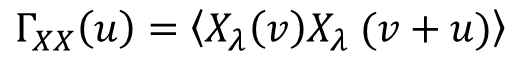 Γ_{XX}(u) = ⟨X_λ(v)X_λ (v + u)⟩